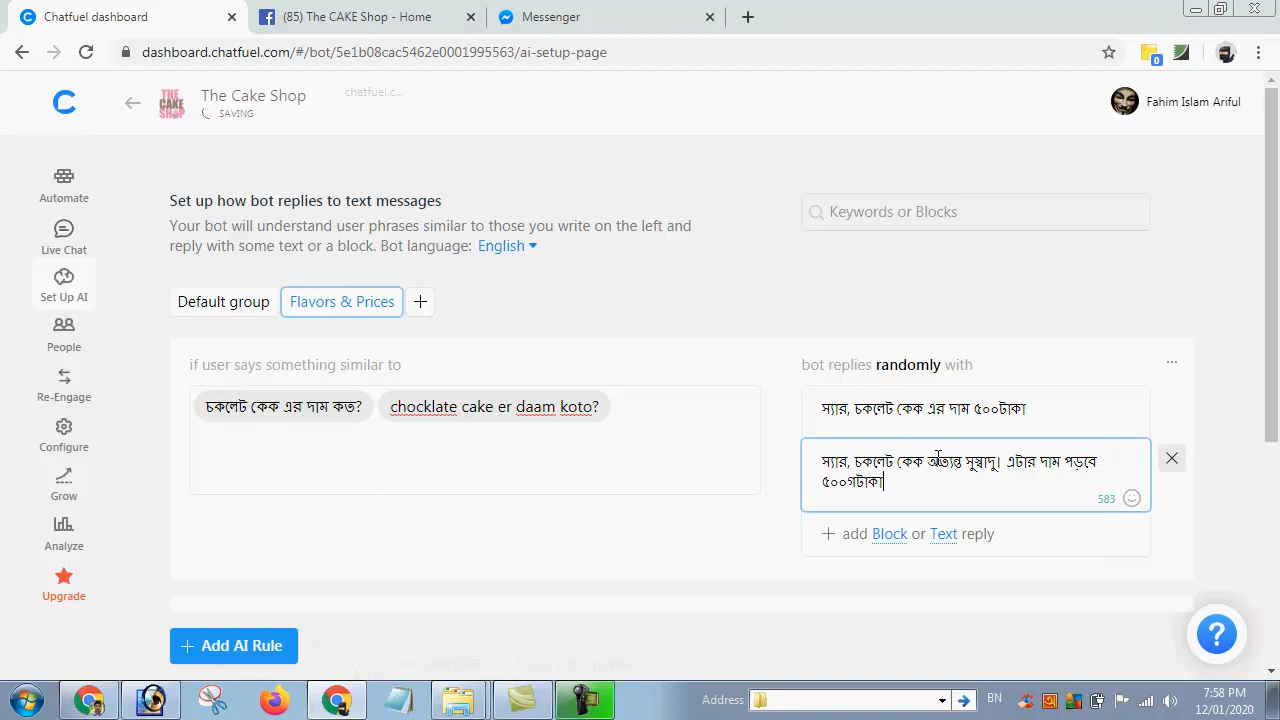 Chatfuel dashboard
(85) The CAKE Shop - Home
Messenger
dashboard.chatfuel.com/#/bot/5e1b08cac5462e0001995563/ai-setup-page
0
THE CAKE SHOP
The Cake Shop
SAVING
chatfuel.c...
Fahim Islam Ariful
Automate
Live Chat
Set Up AI
People
Re-Engage
Configure
Grow
Analyze
Upgrade
Set up how bot replies to text messages
Your bot will understand user phrases similar to those you write on the left and
reply with some text or a block. Bot language: English
Keywords or Blocks
Default group
Flavors & Prices
if user says something similar to
bot replies randomly with
চকলেট কেক এর দাম কত?
chocklate cake er daam koto?
স্যার, চকলেট কেক এর দাম ৫০০টাকা
স্যার, চকলেট কেক অত্যন্ত সুস্বাদু। এটার দাম পড়বে
৫০০গটাকা
583
add Block or Text reply
Add AI Rule
?
Address
BN
7:58 PM
12/01/2020